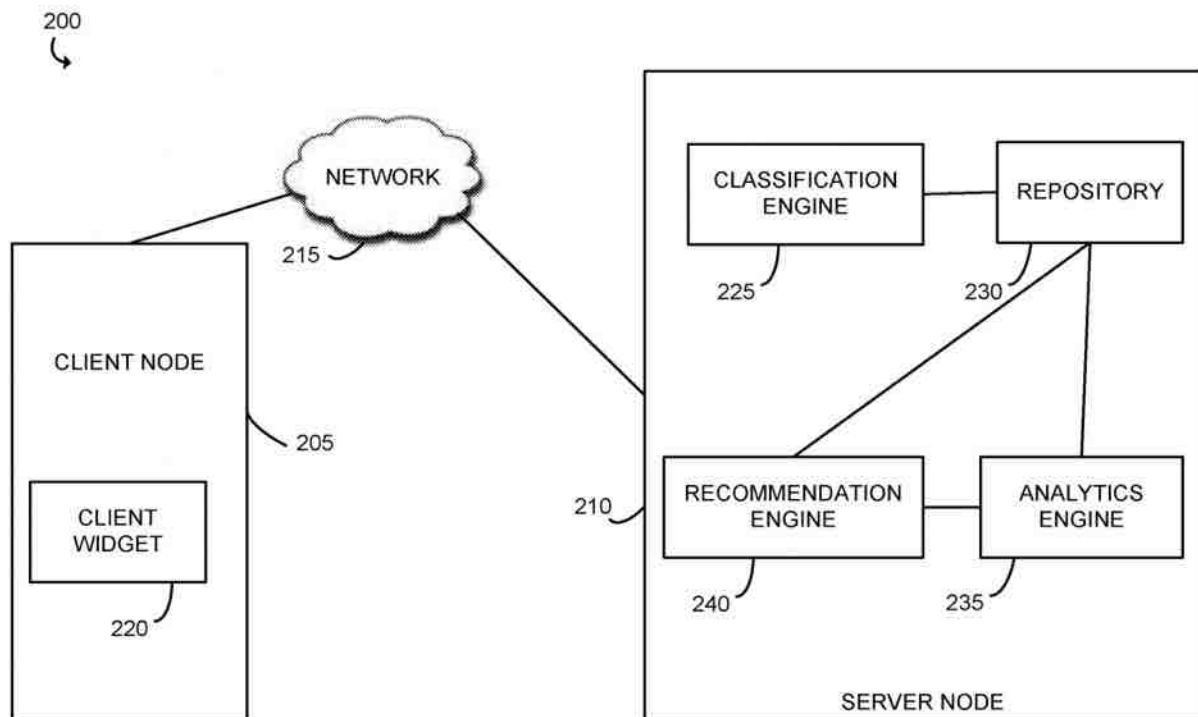 200
NETWORK
215
CLASSIFICATION
ENGINE
225
REPOSITORY
230
CLIENT NODE
205
CLIENT
WIDGET
220
210
RECOMMENDATION
ENGINE
240
ANALYTICS
ENGINE
235
SERVER NODE